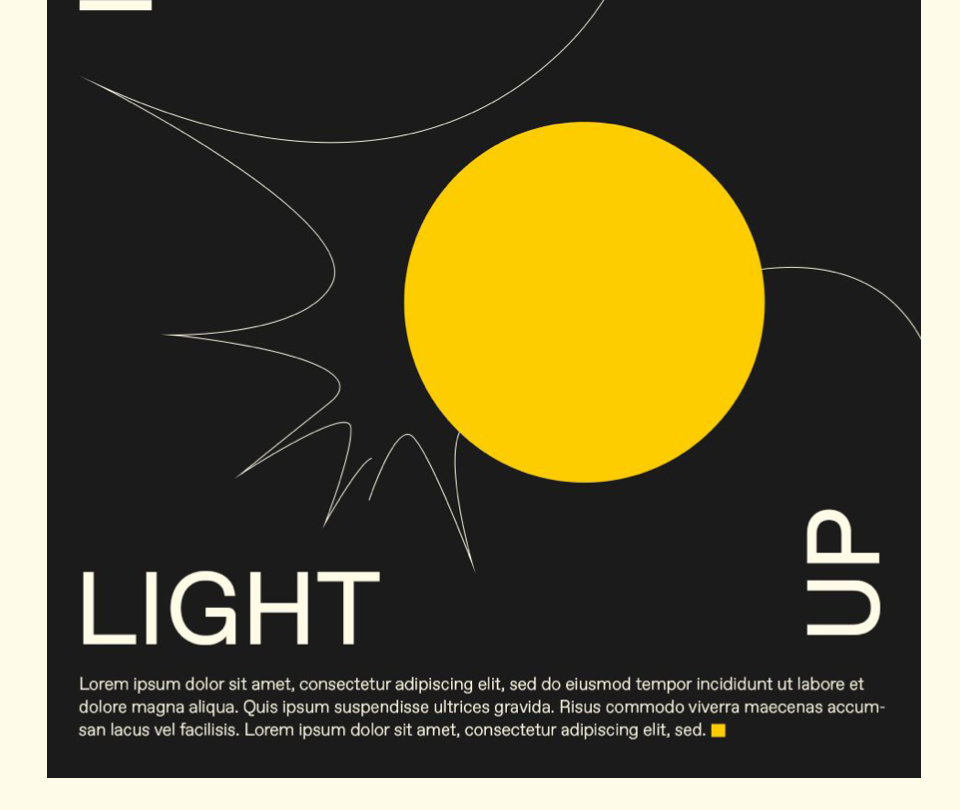 LIGHT
UP
Lorem ipsum dolor sit amet, consectetur adipiscing elit, sed do eiusmod tempor incididunt ut labore et
dolore magna aliqua. Quis ipsum suspendisse ultrices gravida. Risus commodo viverra maecenas accum-
san lacus vel facilisis. Lorem ipsum dolor sit amet, consectetur adipiscing elit, sed.